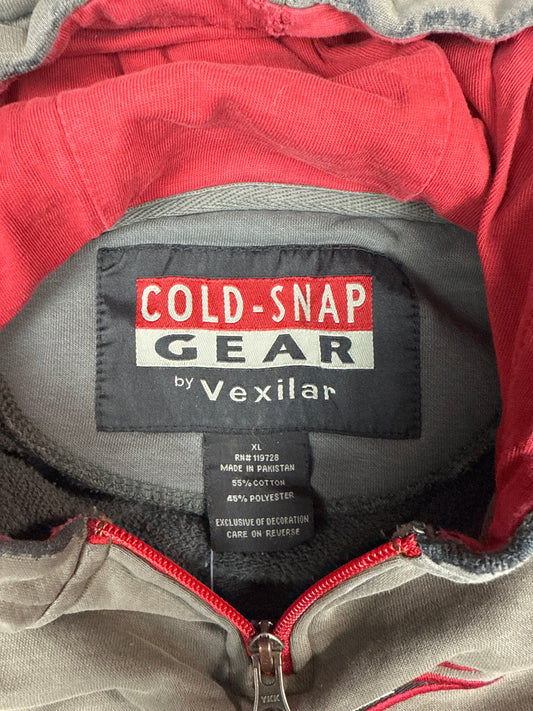 COLD-SNAP
GEAR
by Vexilar
XL
RN# 119728
MADE IN PAKISTAN
55% COTTON
45% POLYESTER
EXCLUSIVE OF DECORATION
CARE ON REVERSE
YKK